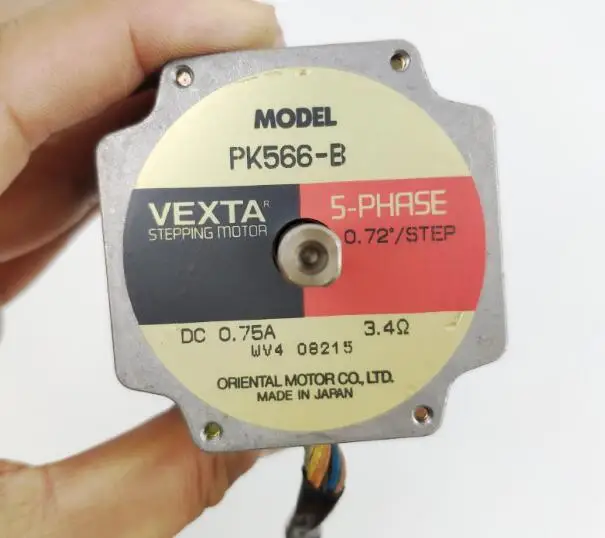 MODEL
PK566-B
VEXTA® 5-PHASE
STEPPING MOTOR 0.72°/STEP
DC 0.75A 3.4Ω
WV4 08215
ORIENTAL MOTOR CO., LTD.
MADE IN JAPAN